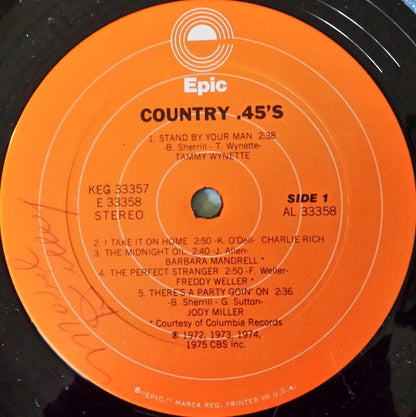 Epic
COUNTRY .45'S
1. STAND BY YOUR MAN 2:38
-B. Sherrill - T. Wynette-
TAMMY WYNETTE
KEG 33357
E 33358
STEREO
SIDE 1
AL 33358
2. I TAKE IT ON HOME 2:50 -K. O'Dell- CHARLIE RICH
3. THE MIDNIGHT OIL 2:40 -J. Allen-
BARBARA MANDRELL *
4. THE PERFECT STRANGER 2:50 -F. Weller-
FREDDY WELLER *
5. THERE'S A PARTY GOIN' ON 2:36
-B. Sherrill - G. Sutton-
JODY MILLER
* Courtesy of Columbia Records
℗ 1972, 1973, 1974,
1975 CBS Inc.
® "EPIC," MARCA REG. PRINTED IN U.S.A.